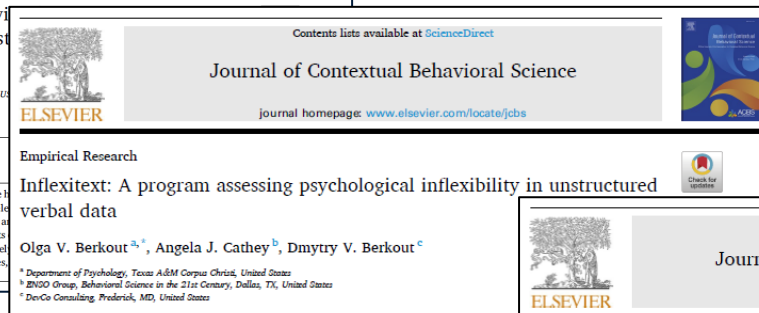 Contents lists available at ScienceDirect
Journal of Contextual Behavioral Science
journal homepage: www.elsevier.com/locate/jcbs
ELSEVIER
Empirical Research
Check for
updates
Inflexitext: A program assessing psychological inflexibility in unstructured
verbal data
Olga V. Berkout a,*, Angela J. Cathey b, Dmytry V. Berkout c
a Department of Psychology, Texas A&M Corpus Christi, United States
b ENSO Group, Behavioral Science in the 21st Century, Dallas, TX, United States
c DevCo Consulting, Frederick, MD, United States
Journ
ELSEVIER